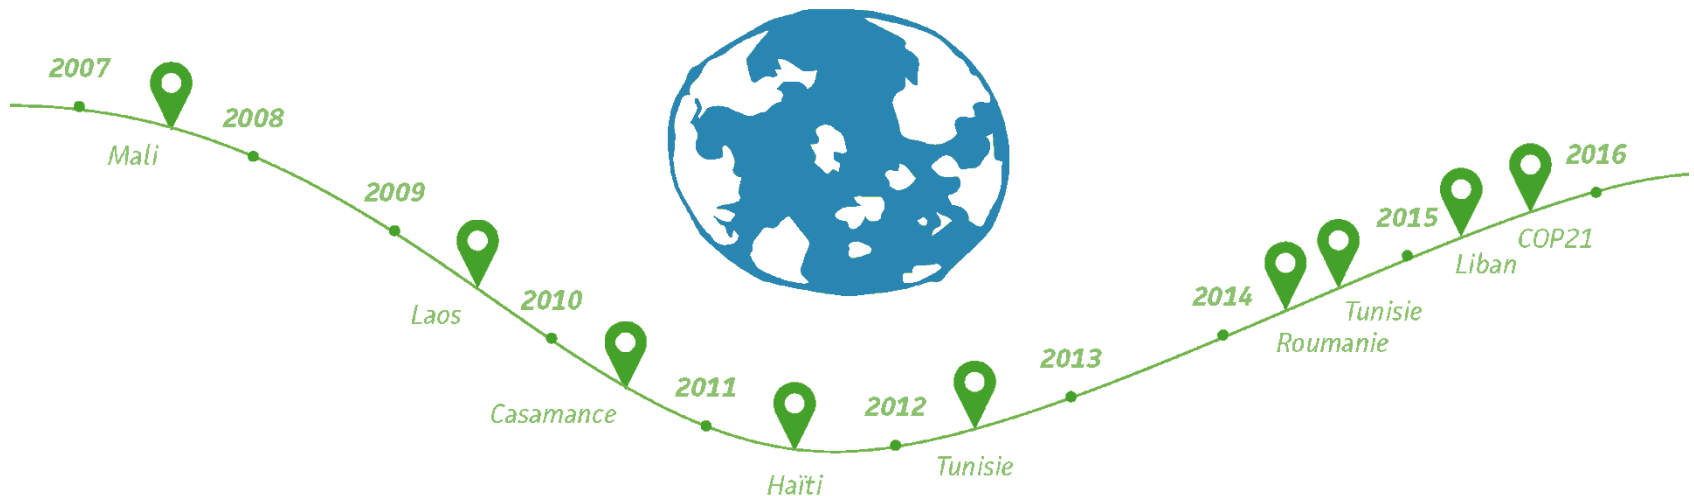 2007
Mali
2008
2009
Laos
2010
Casamance
2011
Haïti
2012
Tunisie
2013
2014
Roumanie
Tunisie
2015
Liban
COP21
2016